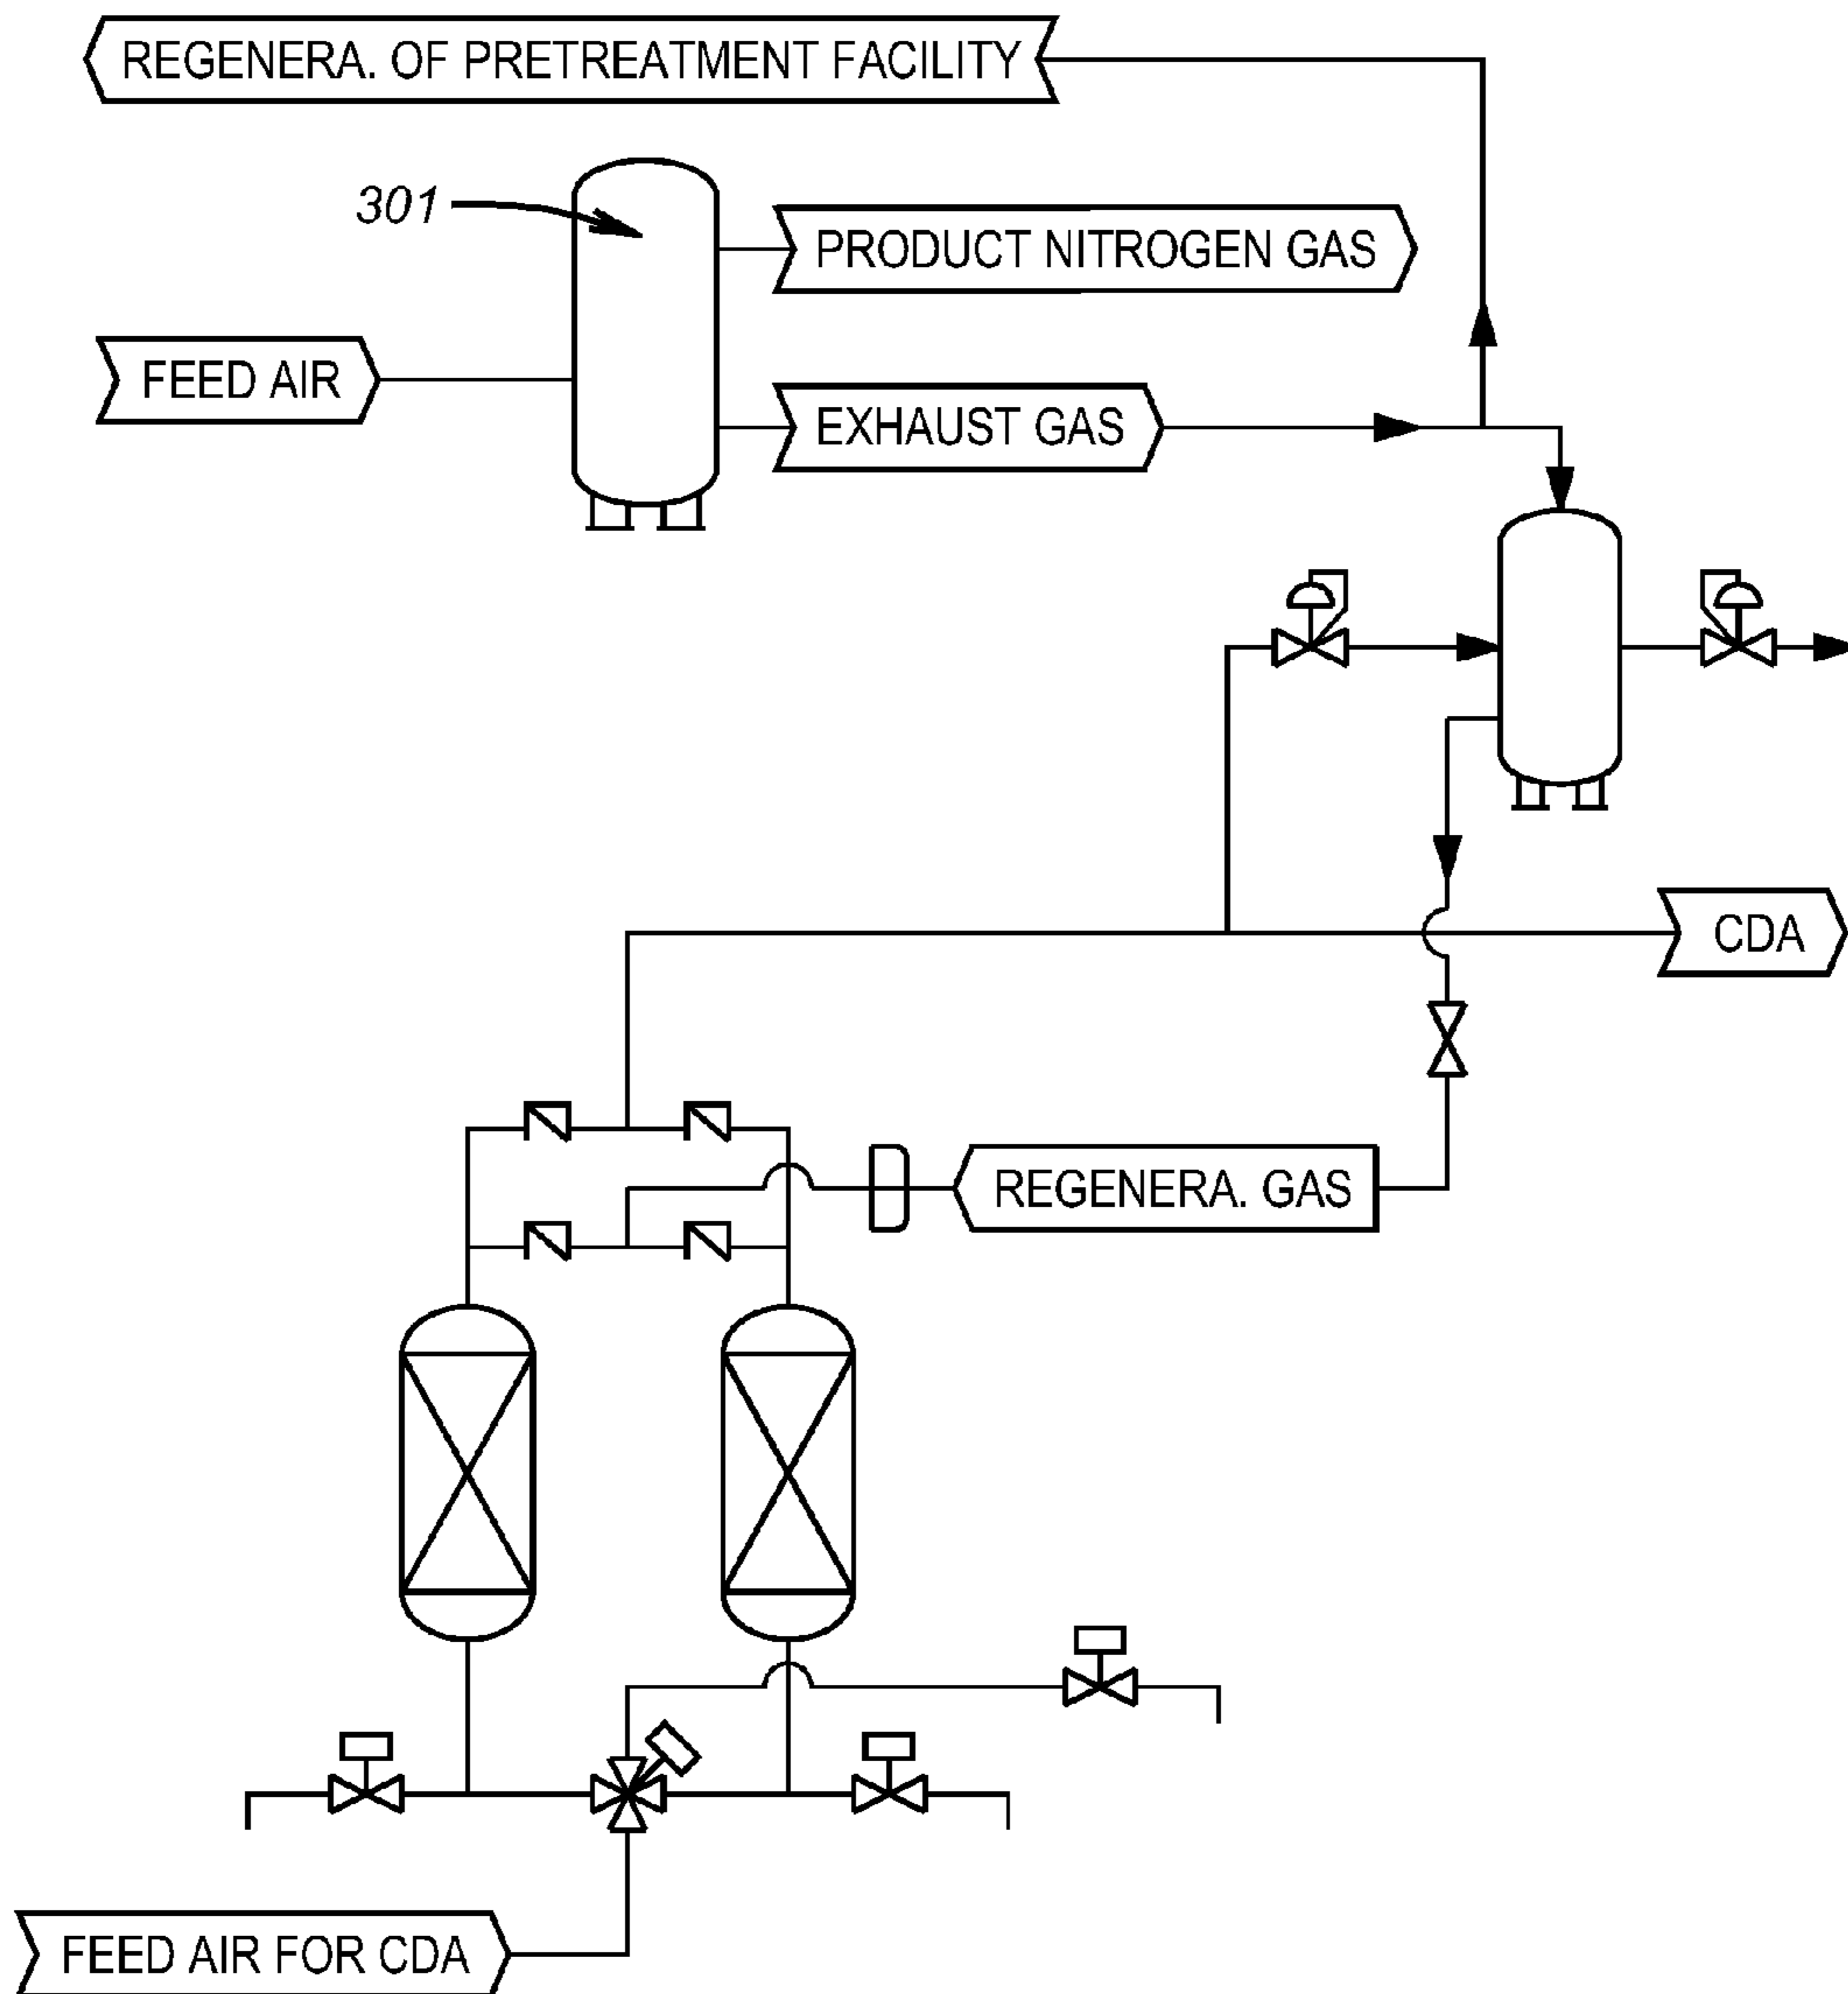 REGENERA. OF PRETREATMENT FACILITY
301
PRODUCT NITROGEN GAS
FEED AIR
EXHAUST GAS
CDA
REGENERA. GAS
FEED AIR FOR CDA